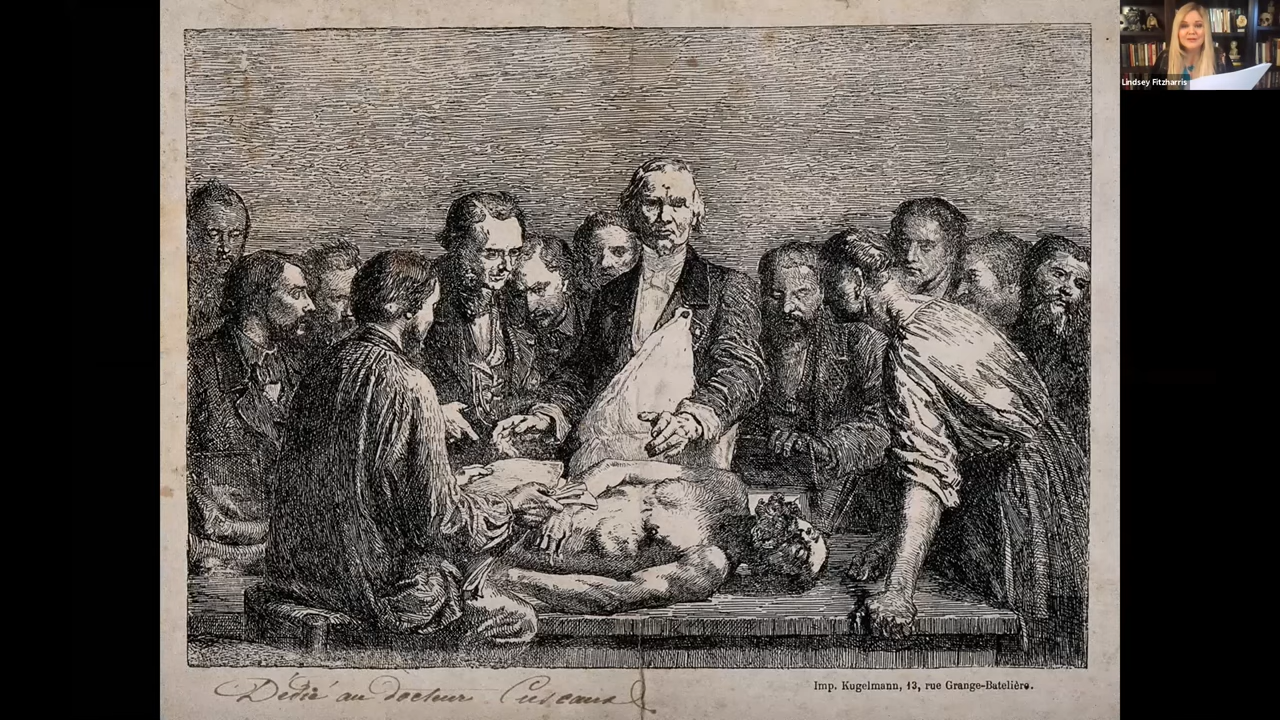 Lindsey Fitzharris
Imp. Kugelmann, 13, rue Grange-Batelière.
Dédié au docteur